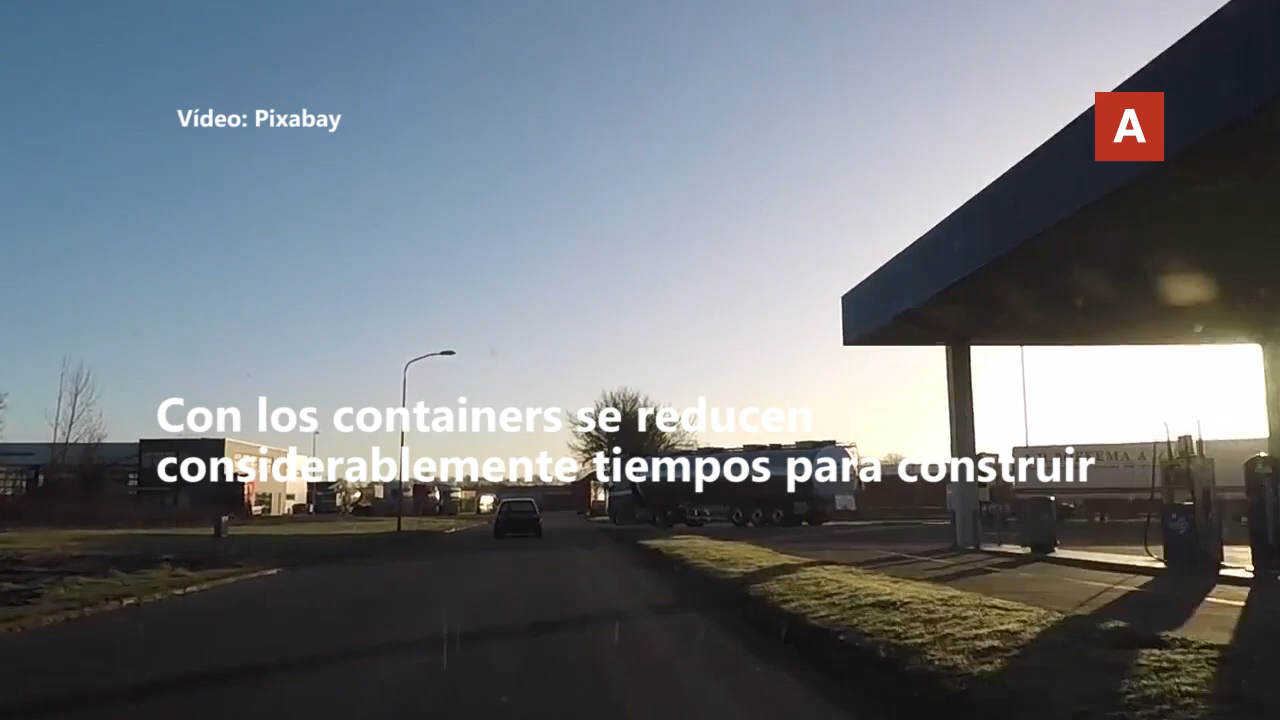 Vídeo: Pixabay
A
Con los containers se reducen
considerablemente tiempos para construir